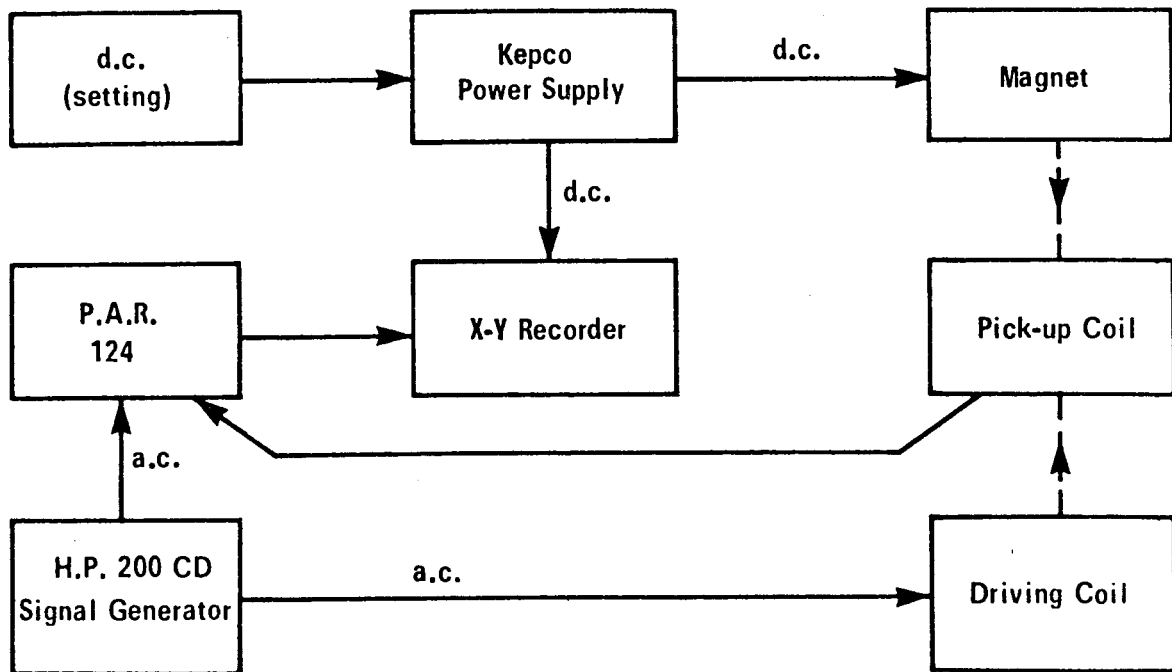 d.c.
(setting)
Kepco
Power Supply
d.c.
Magnet
d.c.
P.A.R.
124
X-Y Recorder
Pick-up Coil
a.c.
H.P. 200 CD
Signal Generator
a.c.
Driving Coil